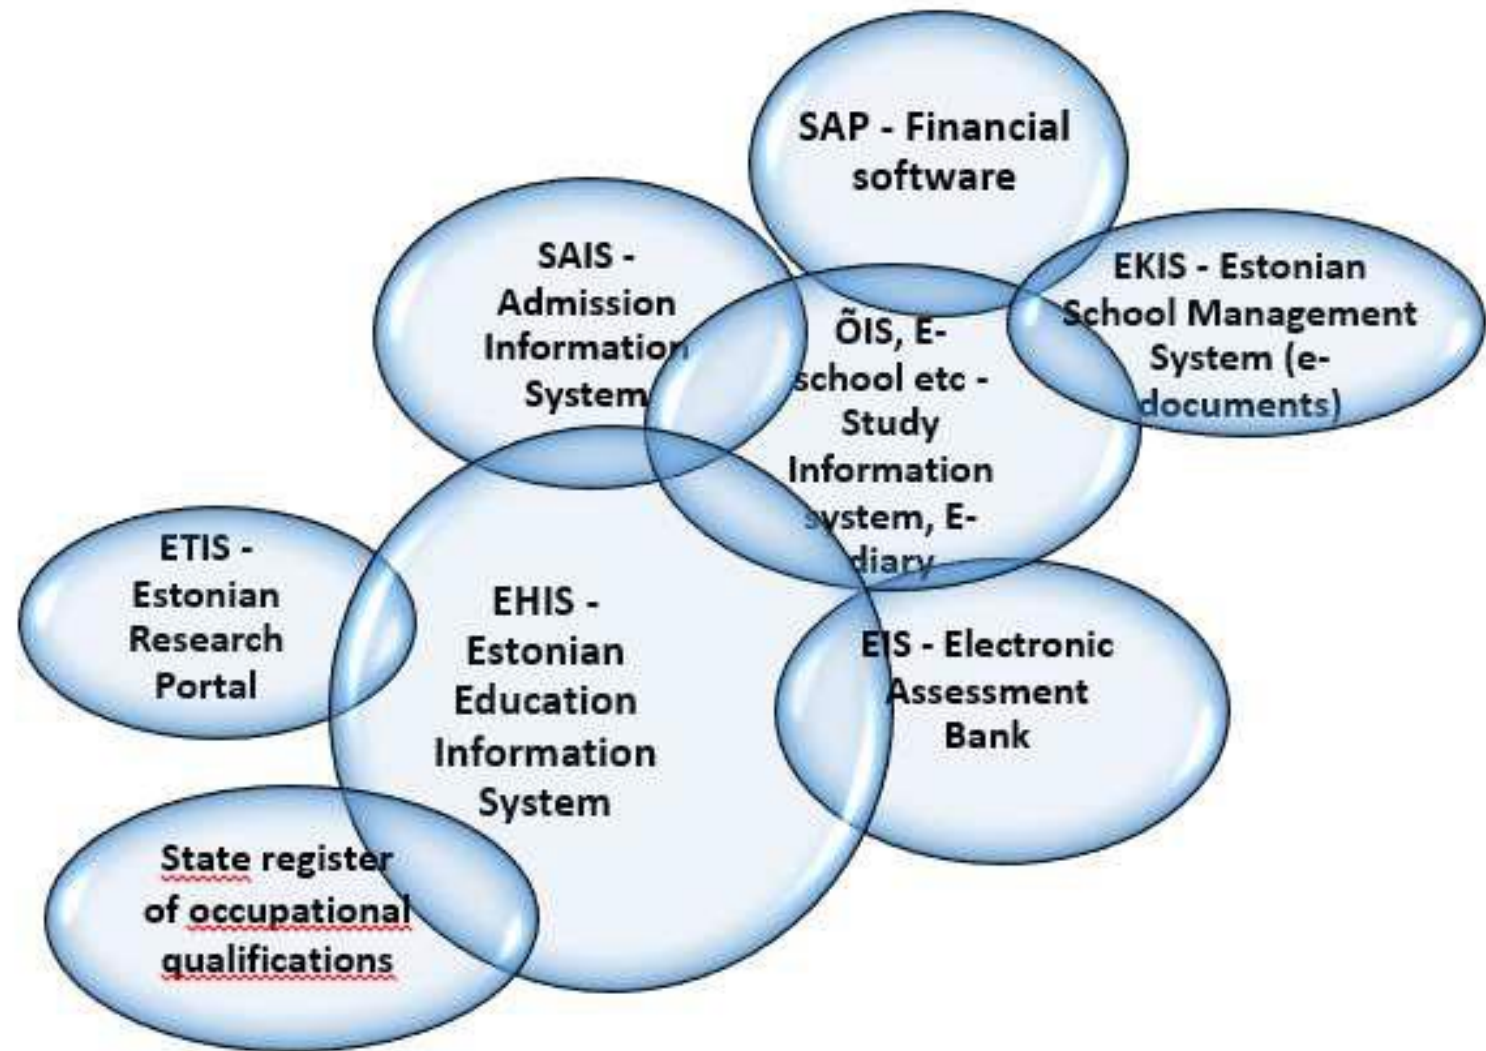 SAP - Financial
software
SAIS -
Admission
Information
System
EKIS - Estonian
School Management
System (e-
documents)
ÕIS, E-
school etc -
Study
Information
system, E-
diary
ETIS -
Estonian
Research
Portal
EHIS -
Estonian
Education
Information
System
EIS - Electronic
Assessment
Bank
State register
of occupational
qualifications